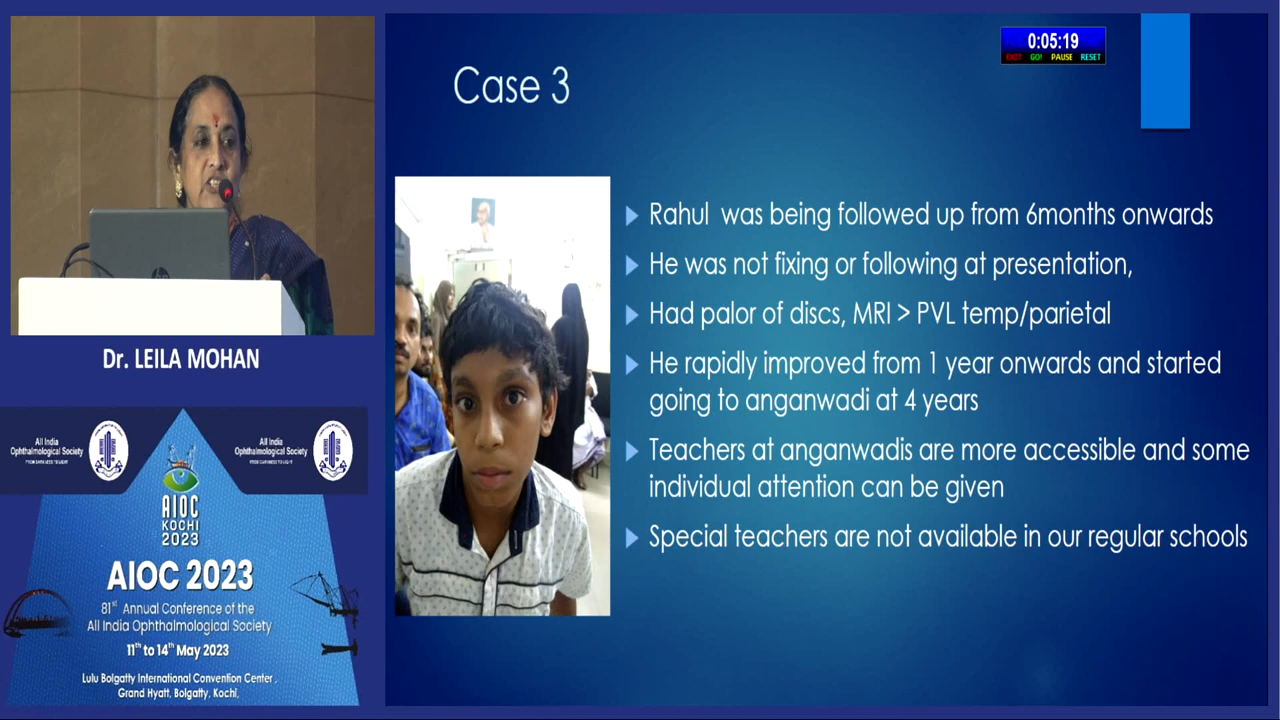 0:05:19
EXIT GO! PAUSE RESET
Case 3
Rahul was being followed up from 6months onwards
He was not fixing or following at presentation,
Had palor of discs, MRI > PVL temp/parietal
He rapidly improved from 1 year onwards and started
going to anganwadi at 4 years
Teachers at anganwadis are more accessible and some
individual attention can be given
Special teachers are not available in our regular schools
Dr. LEILA MOHAN
All India
Ophthalmological Society
All India
Ophthalmological Society
AIOC
KOCHI
2023
AIOC 2023
81st Annual Conference of the
All India Ophthalmological Society
11th to 14th May 2023
Lulu Bolgatty International Convention Center ,
Grand Hyatt, Bolgatty, Kochi,